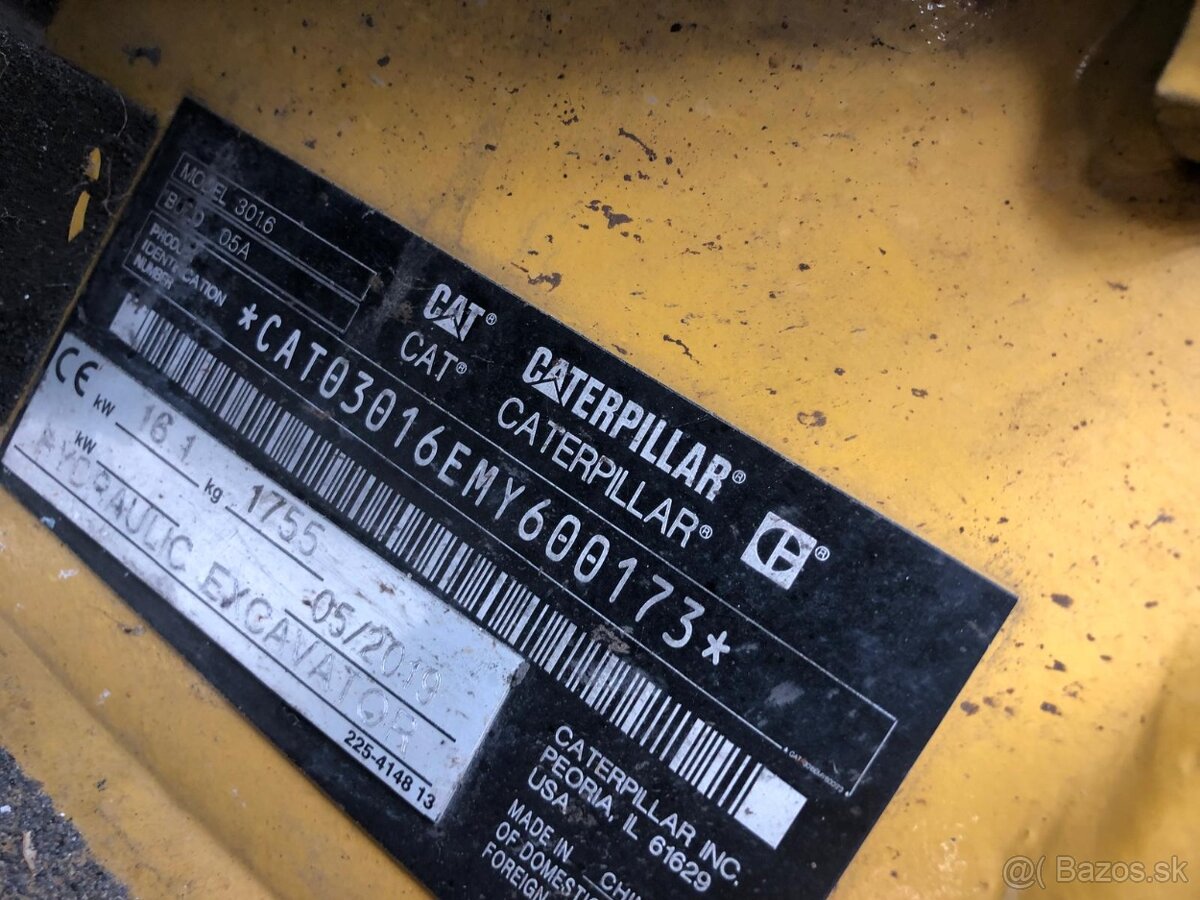 MODEL 301.6
BUILD 05A
PRODUCT
IDENTIFICATION
NUMBER
*CAT03016EMY600173*
CAT®
CAT®
CATERPILLAR®
CATERPILLAR®
CE
kW 16.1
kW
kg 1755
05/2019
HYDRAULIC EXCAVATOR
225-4148 13
CATERPILLAR INC.
PEORIA, IL 61629
USA
MADE IN
OF DOMESTIC
FOREIGN
@( Bazos.sk